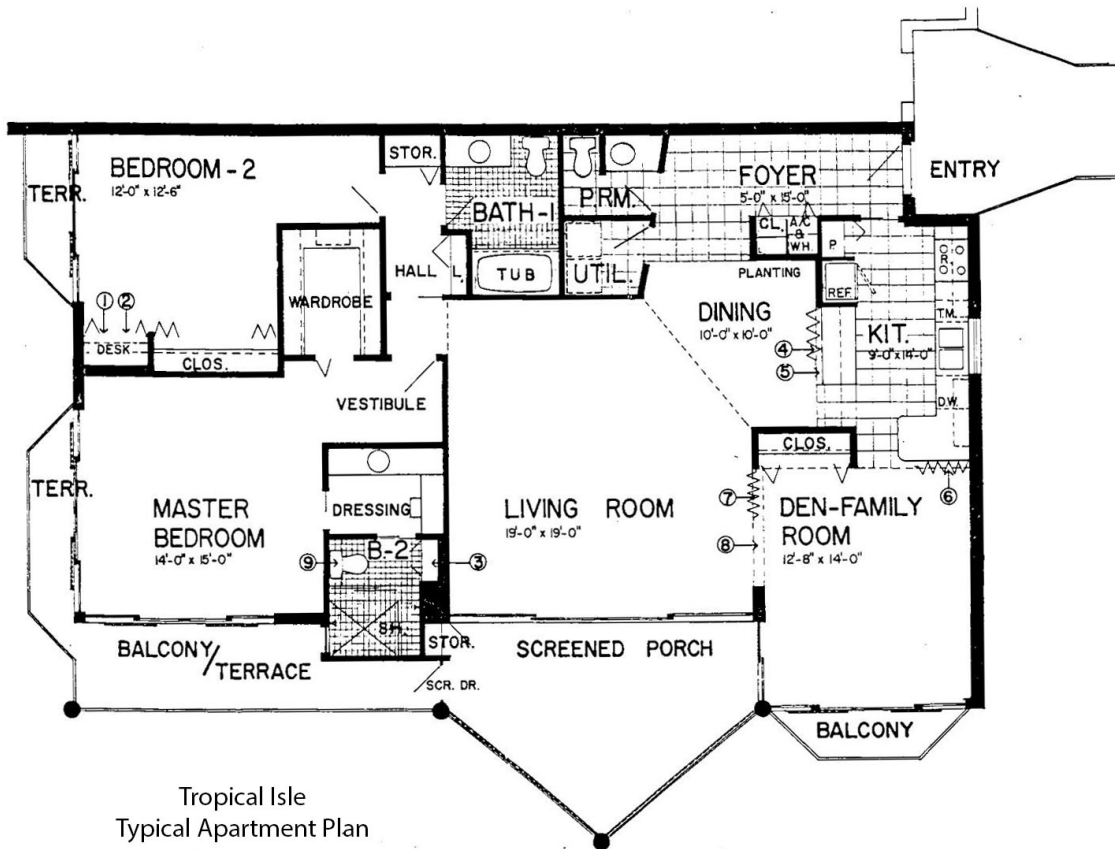 ENTRY
STOR.
BEDROOM-2
12'-0" x 12'-6"
TERR.
BATH-1
P.RM.
FOYER
5'-0" x 15'-0"
CL.
A/C
&
WH
P
R.
HALL
L.
TUB
UTIL.
PLANTING
REF.
WARDROBE
DINING
10'-0" x 10'-0"
T.M.
KIT.
9'-0" x 14'-0"
① ②
DESK
CLOS.
④
⑤
D.W.
VESTIBULE
CLOS.
⑥
TERR.
MASTER
BEDROOM
14'-0" x 15'-0"
DRESSING
LIVING ROOM
19'-0" x 19'-0"
⑦
⑧
DEN-FAMILY
ROOM
12'-8" x 14'-0"
B-2
⑨
③
SH.
STOR.
BALCONY
/TERRACE
SCREENED PORCH
SCR. DR.
BALCONY
Tropical Isle
Typical Apartment Plan